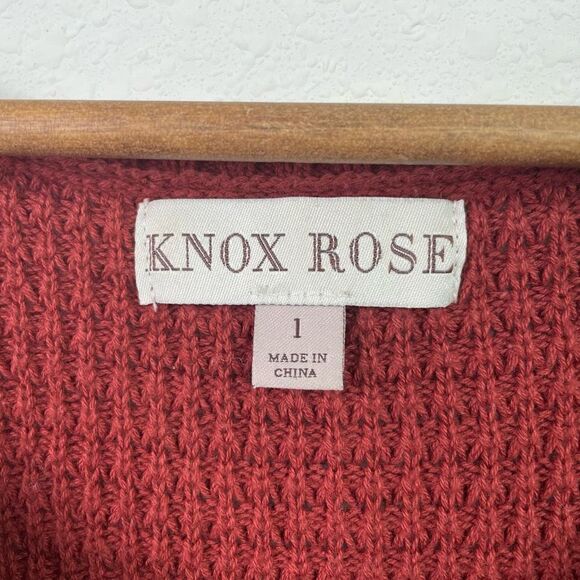 KNOX ROSE
1
MADE IN
CHINA